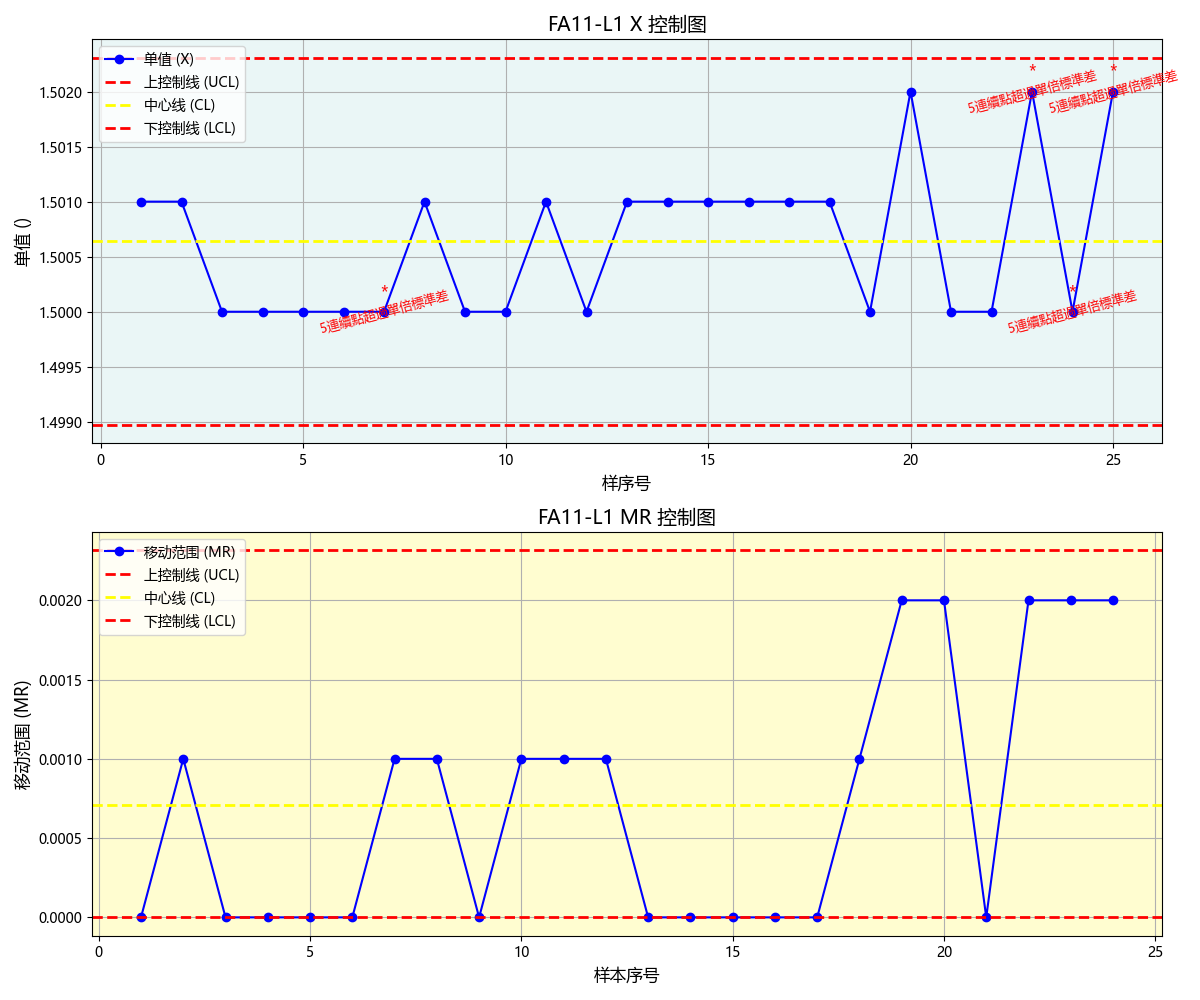 FA11-L1 X 控制图
单值 (X)
上控制线 (UCL)
中心线 (CL)
下控制线 (LCL)
*
*
*
*
5連續點超過單倍標準差
5連續點超過單倍標準差
5連續點超過單倍標準差
5連續點超過單倍標準差
单值 ()
1.5020
1.5015
1.5010
1.5005
1.5000
1.4995
1.4990
0 5 10 15 20 25
样序号
FA11-L1 MR 控制图
移动范围 (MR)
上控制线 (UCL)
中心线 (CL)
下控制线 (LCL)
移动范围 (MR)
0.0020
0.0015
0.0010
0.0005
0.0000
0 5 10 15 20 25
样本序号